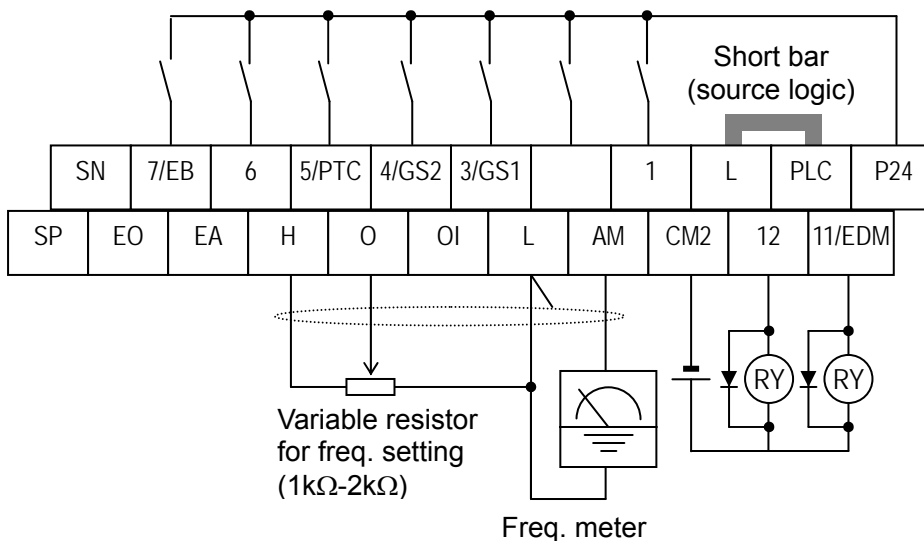 Short bar
(source logic)
SN 7/EB 6 5/PTC 4/GS2 3/GS1 1 L PLC P24
SP EO EA H O OI L AM CM2 12 11/EDM
RY RY
Variable resistor
for freq. setting
(1kΩ-2kΩ)
Freq. meter